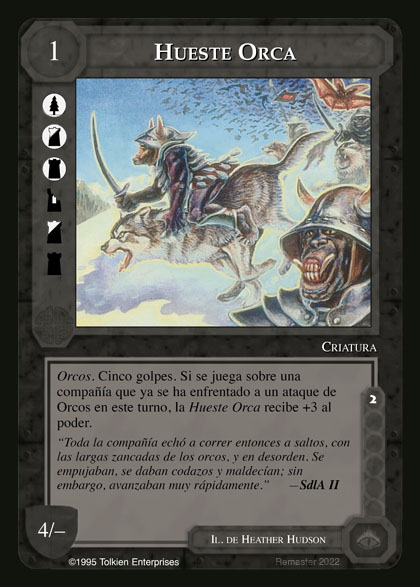 1
HUESTE ORCA
CRIATURA
Orcos. Cinco golpes. Si se juega sobre una
compañía que ya se ha enfrentado a un ataque de
Orcos en este turno, la Hueste Orca recibe +3 al
poder.
“Toda la compañía echó a correr entonces a saltos, con
las largas zancadas de los orcos, y en desorden. Se
empujaban, se daban codazos y maldecían; sin
embargo, avanzaban muy rápidamente.” —SdlA II
2
4/–
IL. DE HEATHER HUDSON
©1995 Tolkien Enterprises
Remaster 2022